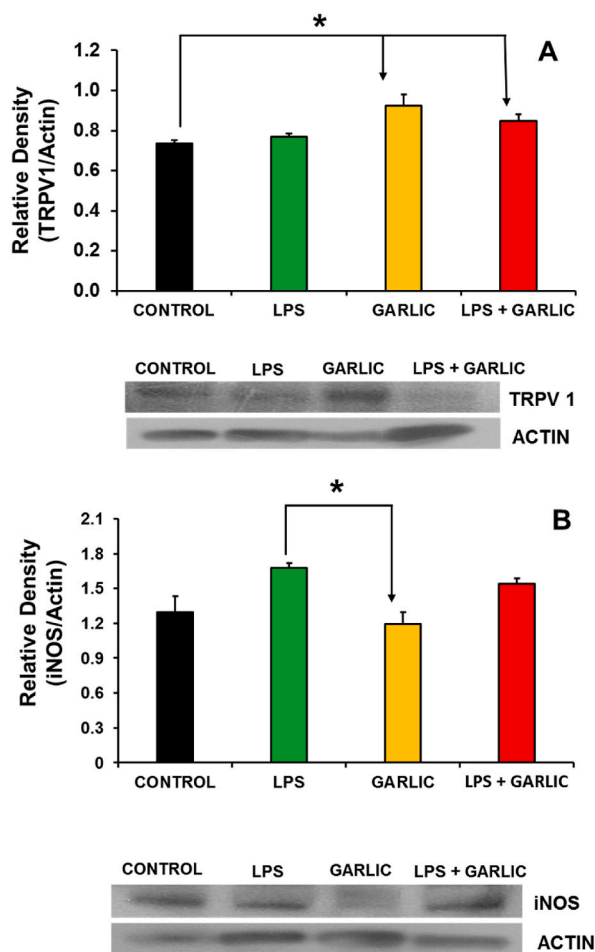 *
A
1.2
1.0
0.8
0.6
0.4
0.2
0.0
Relative Density
(TRPV1/Actin)
CONTROL LPS GARLIC LPS + GARLIC
CONTROL LPS GARLIC LPS + GARLIC
TRPV 1
ACTIN
*
B
2.1
1.8
1.5
1.2
0.9
0.6
0.3
0
Relative Density
(iNOS/Actin)
CONTROL LPS GARLIC LPS + GARLIC
CONTROL LPS GARLIC LPS + GARLIC
iNOS
ACTIN